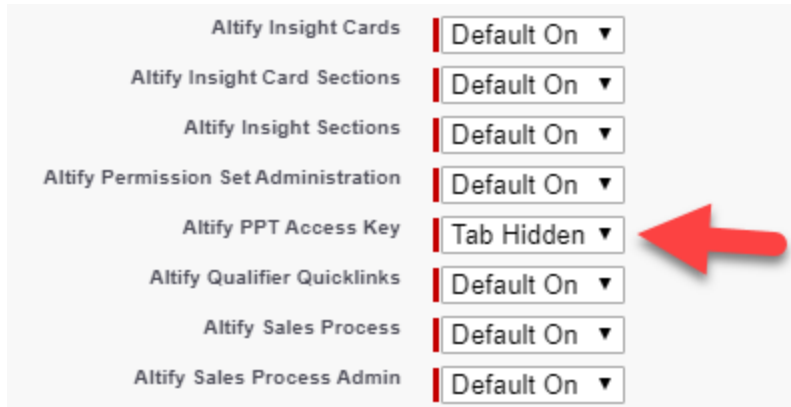 Altify Insight Cards Default On
Altify Insight Card Sections Default On
Altify Insight Sections Default On
Altify Permission Set Administration Default On
Altify PPT Access Key Tab Hidden
Altify Qualifier Quicklinks Default On
Altify Sales Process Default On
Altify Sales Process Admin Default On